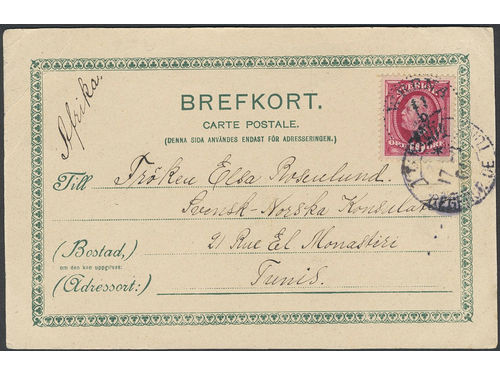 Afrika.
BREFKORT.
CARTE POSTALE.
(DENNA SIDA ANVÄNDES ENDAST FÖR ADRESSERINGEN.)
Till Fröken Elsa Rosenlund.
Svensk-Norska Konsulat
(Bostad,) 21 Rue El Monastiri
om den kan uppgifvas:
(Adressort:) Tunis.